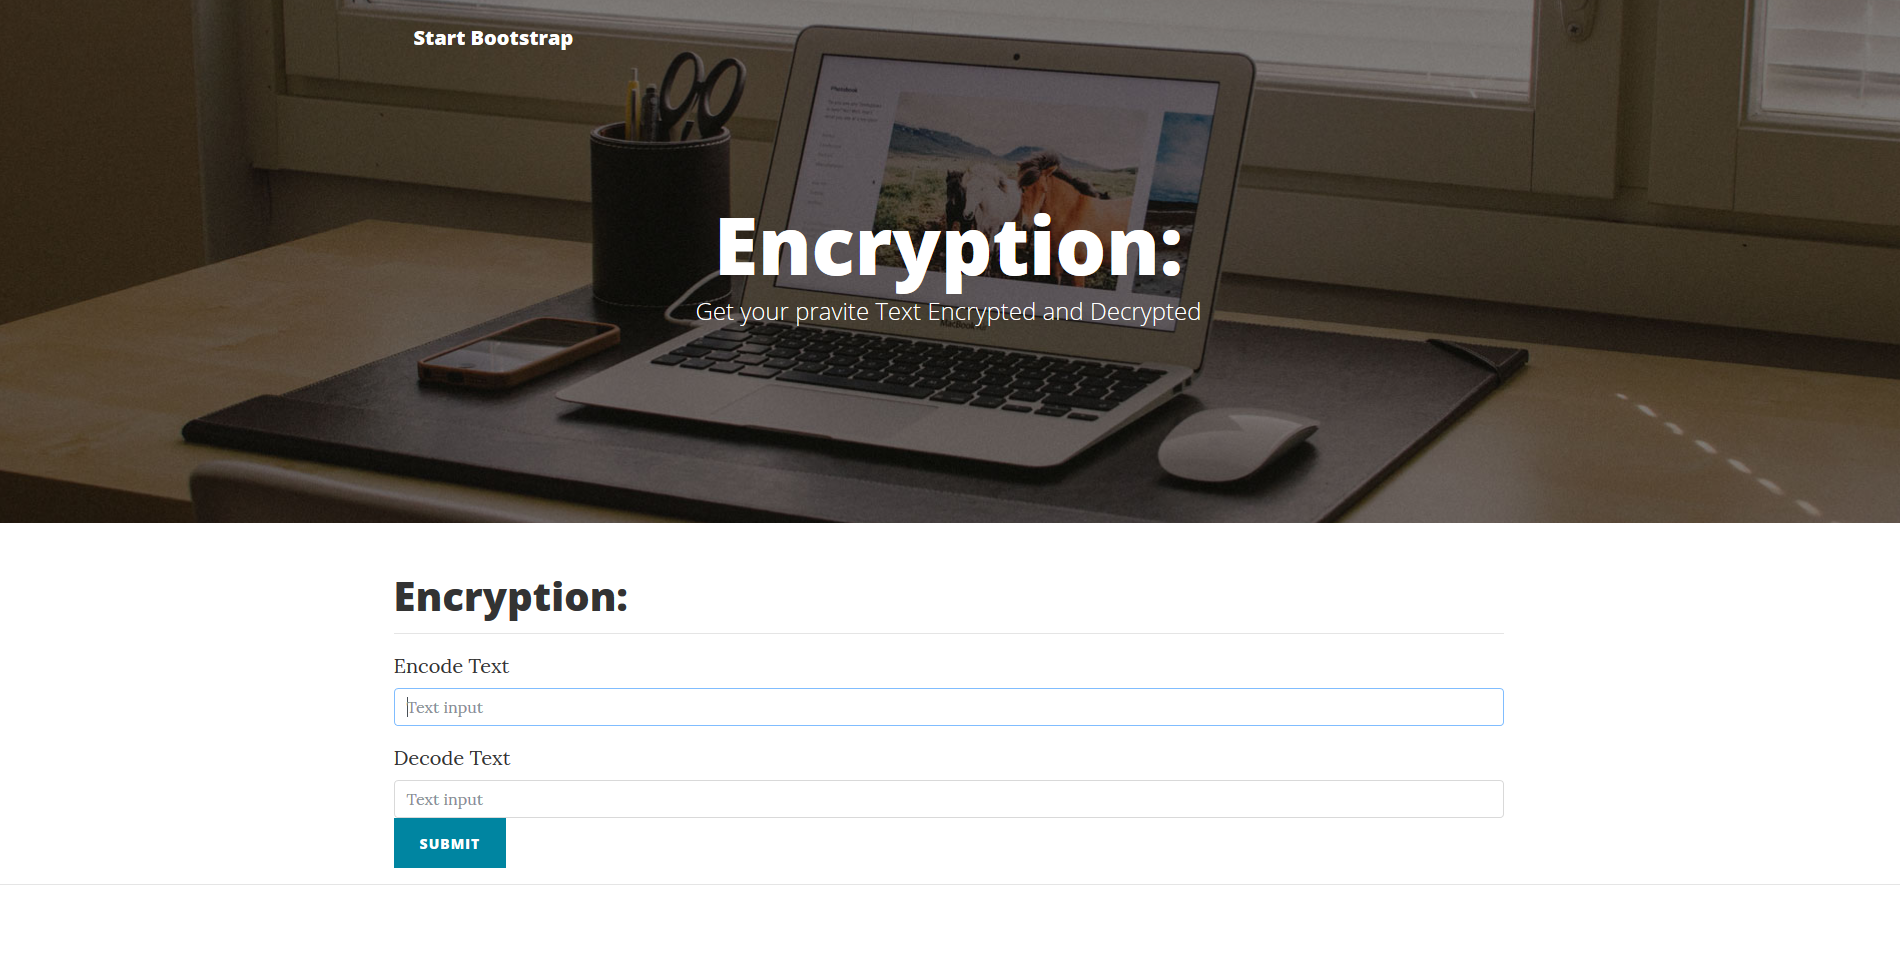 Start Bootstrap
Encryption:
Get your pravite Text Encrypted and Decrypted
Encryption:
Encode Text
Text input
Decode Text
Text input
SUBMIT